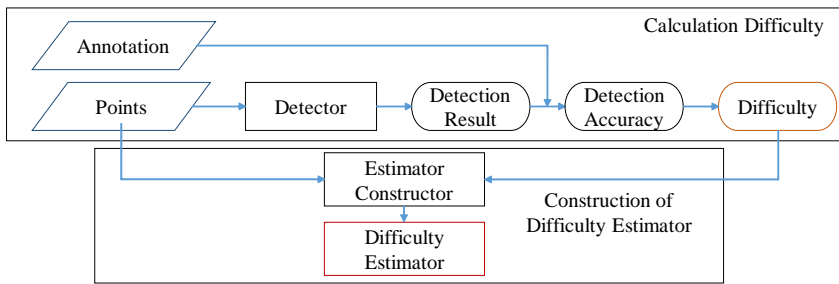 Calculation Difficulty
Annotation
Points
Detector
Detection
Result
Detection
Accuracy
Difficulty
Estimator
Constructor
Construction of
Difficulty Estimator
Difficulty
Estimator